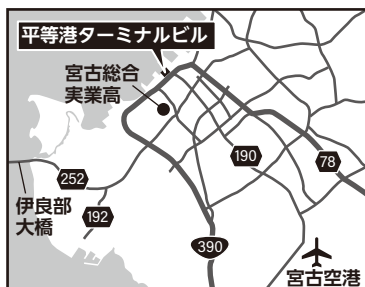 平等港ターミナルビル
宮古総合
実業高
190
78
252
伊良部
大橋
192
390
宮古空港